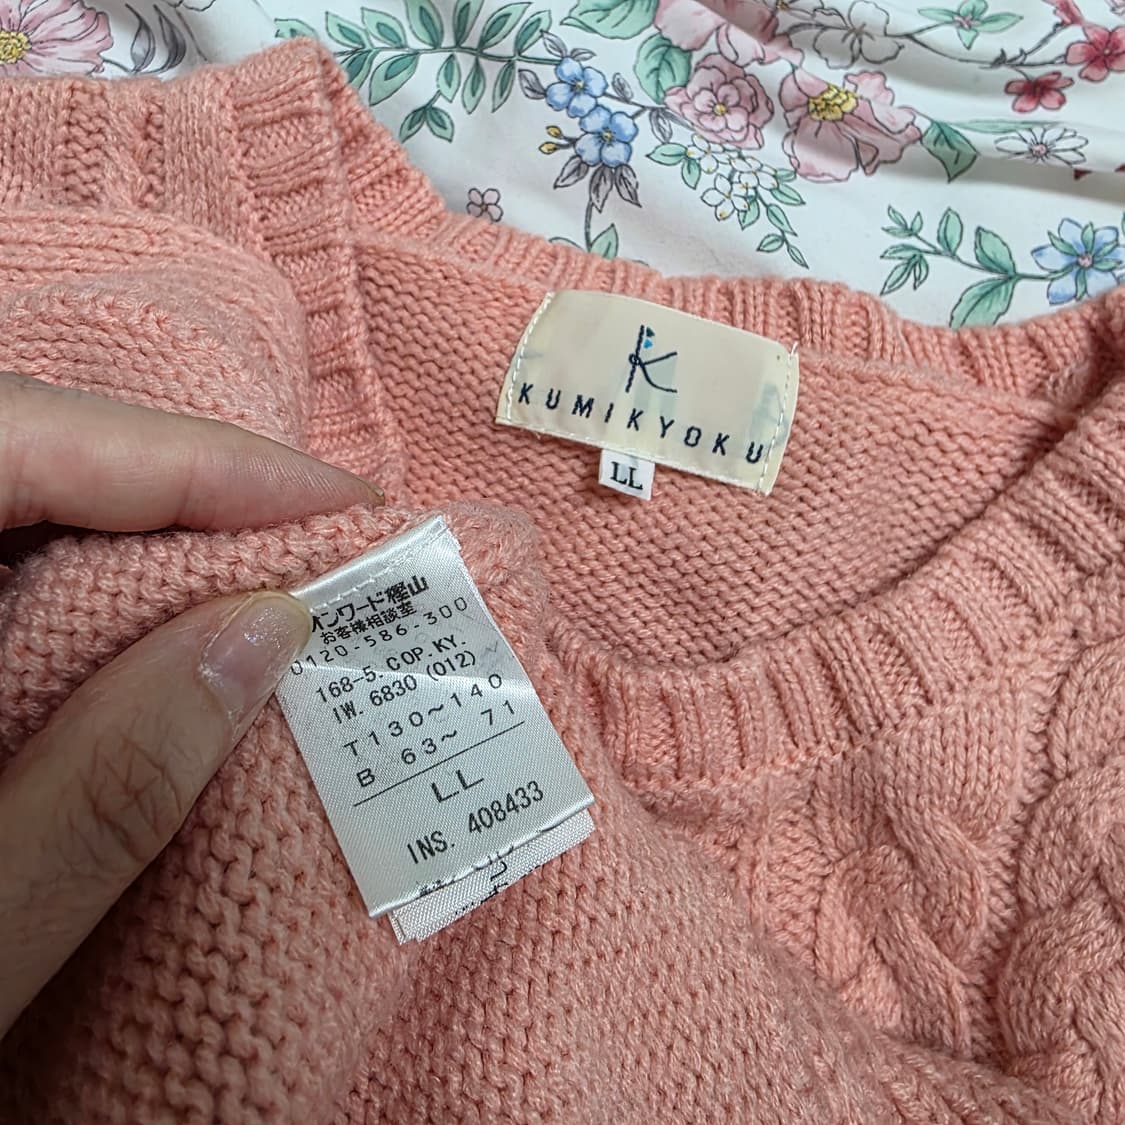 K
KUMIKYOKU
LL
オンワード樫山
お客様相談室
0120-586-300
168-5. COP.KY.
IW. 6830 (012)
T130~140
B 63~ 71
LL
INS. 408433